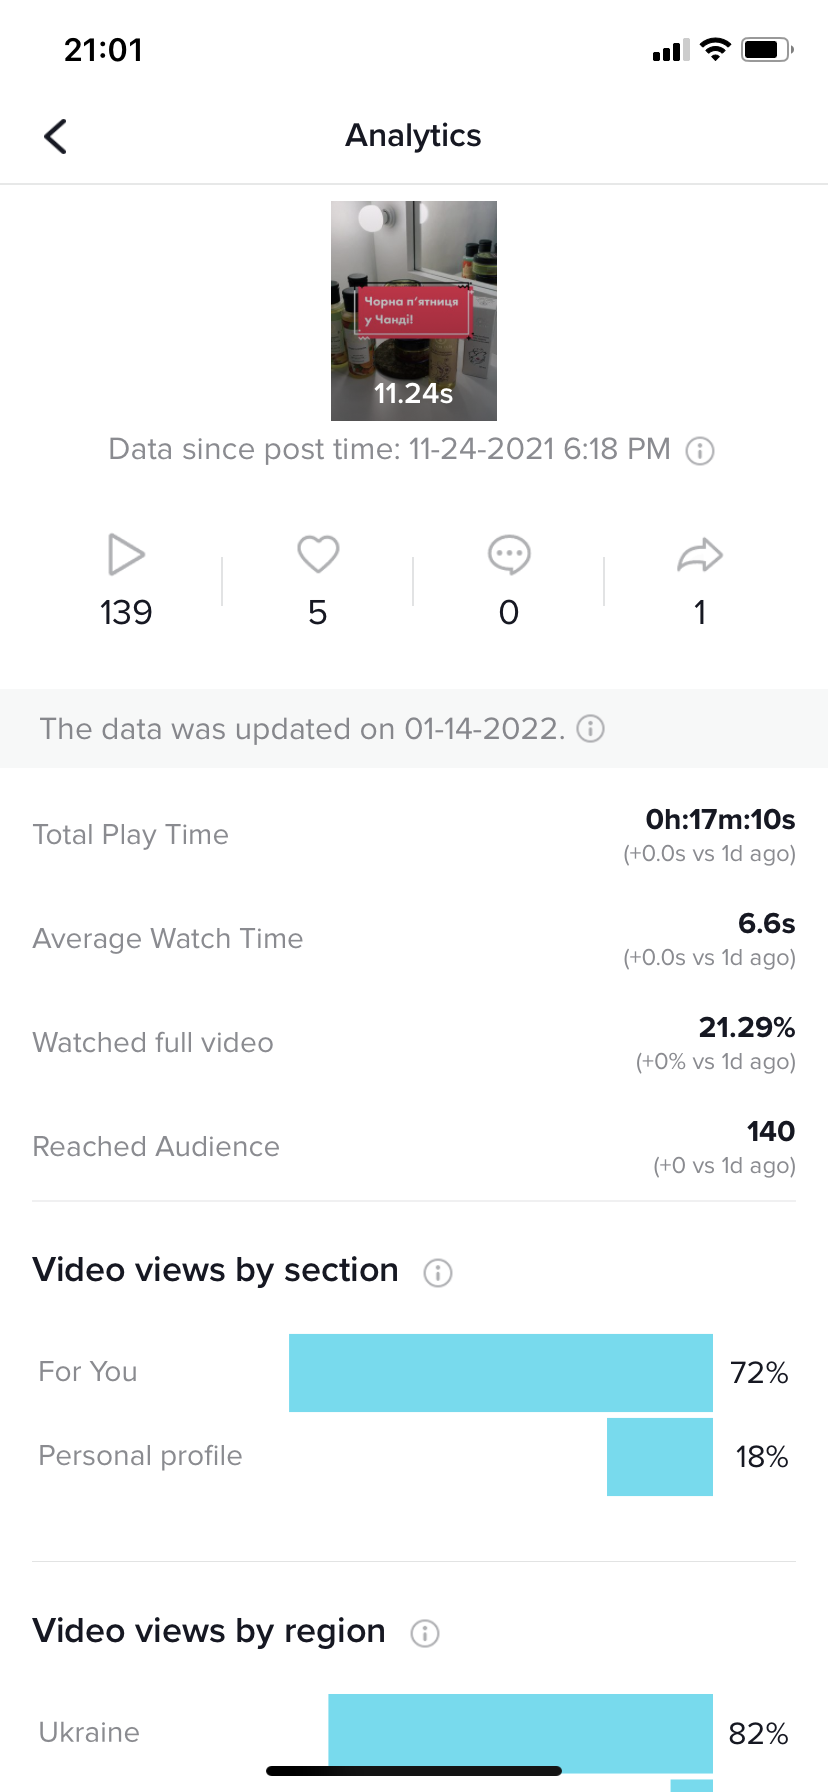 21:01
Analytics
Чорна п'ятниця
у Чанді!
11.24s
Data since post time: 11-24-2021 6:18 PM
139
5
0
1
The data was updated on 01-14-2022.
Total Play Time
0h:17m:10s
(+0.0s vs 1d ago)
Average Watch Time
6.6s
(+0.0s vs 1d ago)
Watched full video
21.29%
(+0% vs 1d ago)
Reached Audience
140
(+0 vs 1d ago)
Video views by section
For You
72%
Personal profile
18%
Video views by region
Ukraine
82%